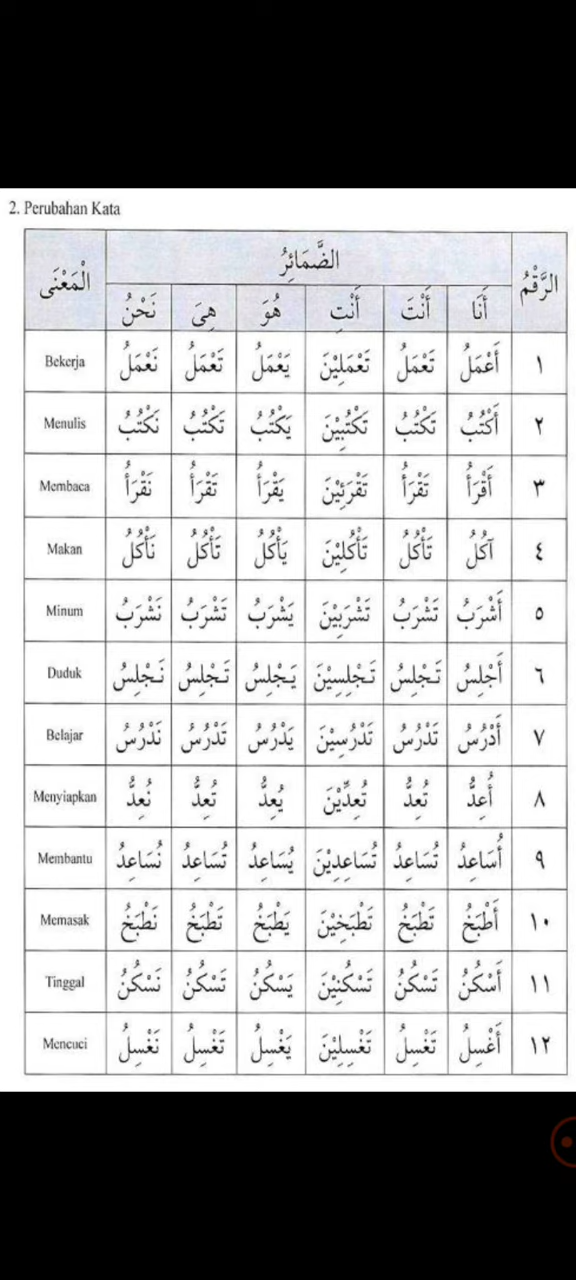 2. Perubahan Kata
الرَّقْمُ الضَّمَائِرُ الْمَعْنَى
أَنَا أَنْتَ أَنْتِ هُوَ هِيَ نَحْنُ
١ أَعْمَلُ تَعْمَلُ تَعْمَلِيْنَ يَعْمَلُ تَعْمَلُ نَعْمَلُ Bekerja
٢ أَكْتُبُ تَكْتُبُ تَكْتُبِيْنَ يَكْتُبُ تَكْتُبُ نَكْتُبُ Menulis
٣ أَقْرَأُ تَقْرَأُ تَقْرَئِيْنَ يَقْرَأُ تَقْرَأُ نَقْرَأُ Membaca
٤ آكُلُ تَأْكُلُ تَأْكُلِيْنَ يَأْكُلُ تَأْكُلُ نَأْكُلُ Makan
٥ أَشْرَبُ تَشْرَبُ تَشْرَبِيْنَ يَشْرَبُ تَشْرَبُ نَشْرَبُ Minum
٦ أَجْلِسُ تَجْلِسُ تَجْلِسِيْنَ يَجْلِسُ تَجْلِسُ نَجْلِسُ Duduk
٧ أَدْرُسُ تَدْرُسُ تَدْرُسِيْنَ يَدْرُسُ تَدْرُسُ نَدْرُسُ Belajar
٨ أُعِدُّ تُعِدُّ تُعِدِّيْنَ يُعِدُّ تُعِدُّ نُعِدُّ Menyiapkan
٩ أُسَاعِدُ تُسَاعِدُ تُسَاعِدِيْنَ يُسَاعِدُ تُسَاعِدُ نُسَاعِدُ Membantu
١٠ أَطْبَخُ تَطْبَخُ تَطْبَخِيْنَ يَطْبَخُ تَطْبَخُ نَطْبَخُ Memasak
١١ أَسْكُنُ تَسْكُنُ تَسْكُنِيْنَ يَسْكُنُ تَسْكُنُ نَسْكُنُ Tinggal
١٢ أَغْسِلُ تَغْسِلُ تَغْسِلِيْنَ يَغْسِلُ تَغْسِلُ نَغْسِلُ Mencuci